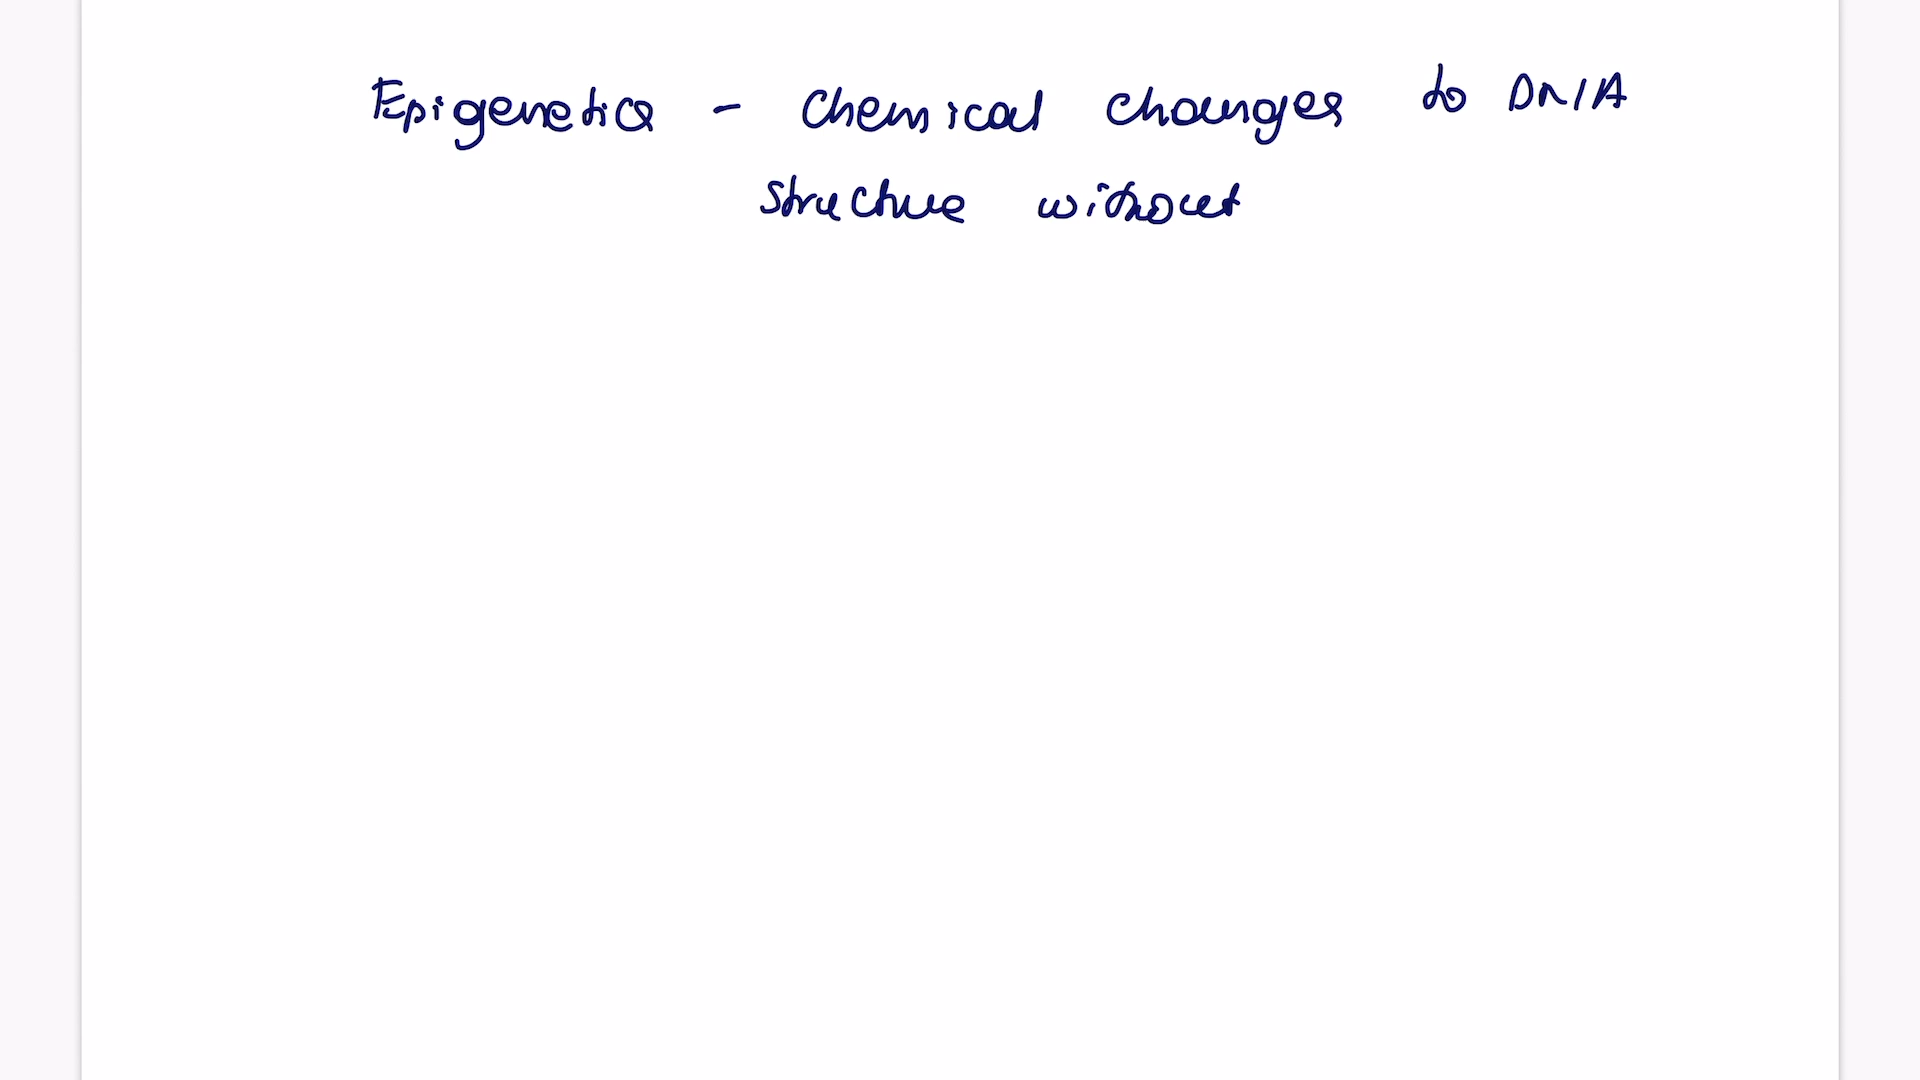 Epigenetics - Chemical changes to DNA
structure without